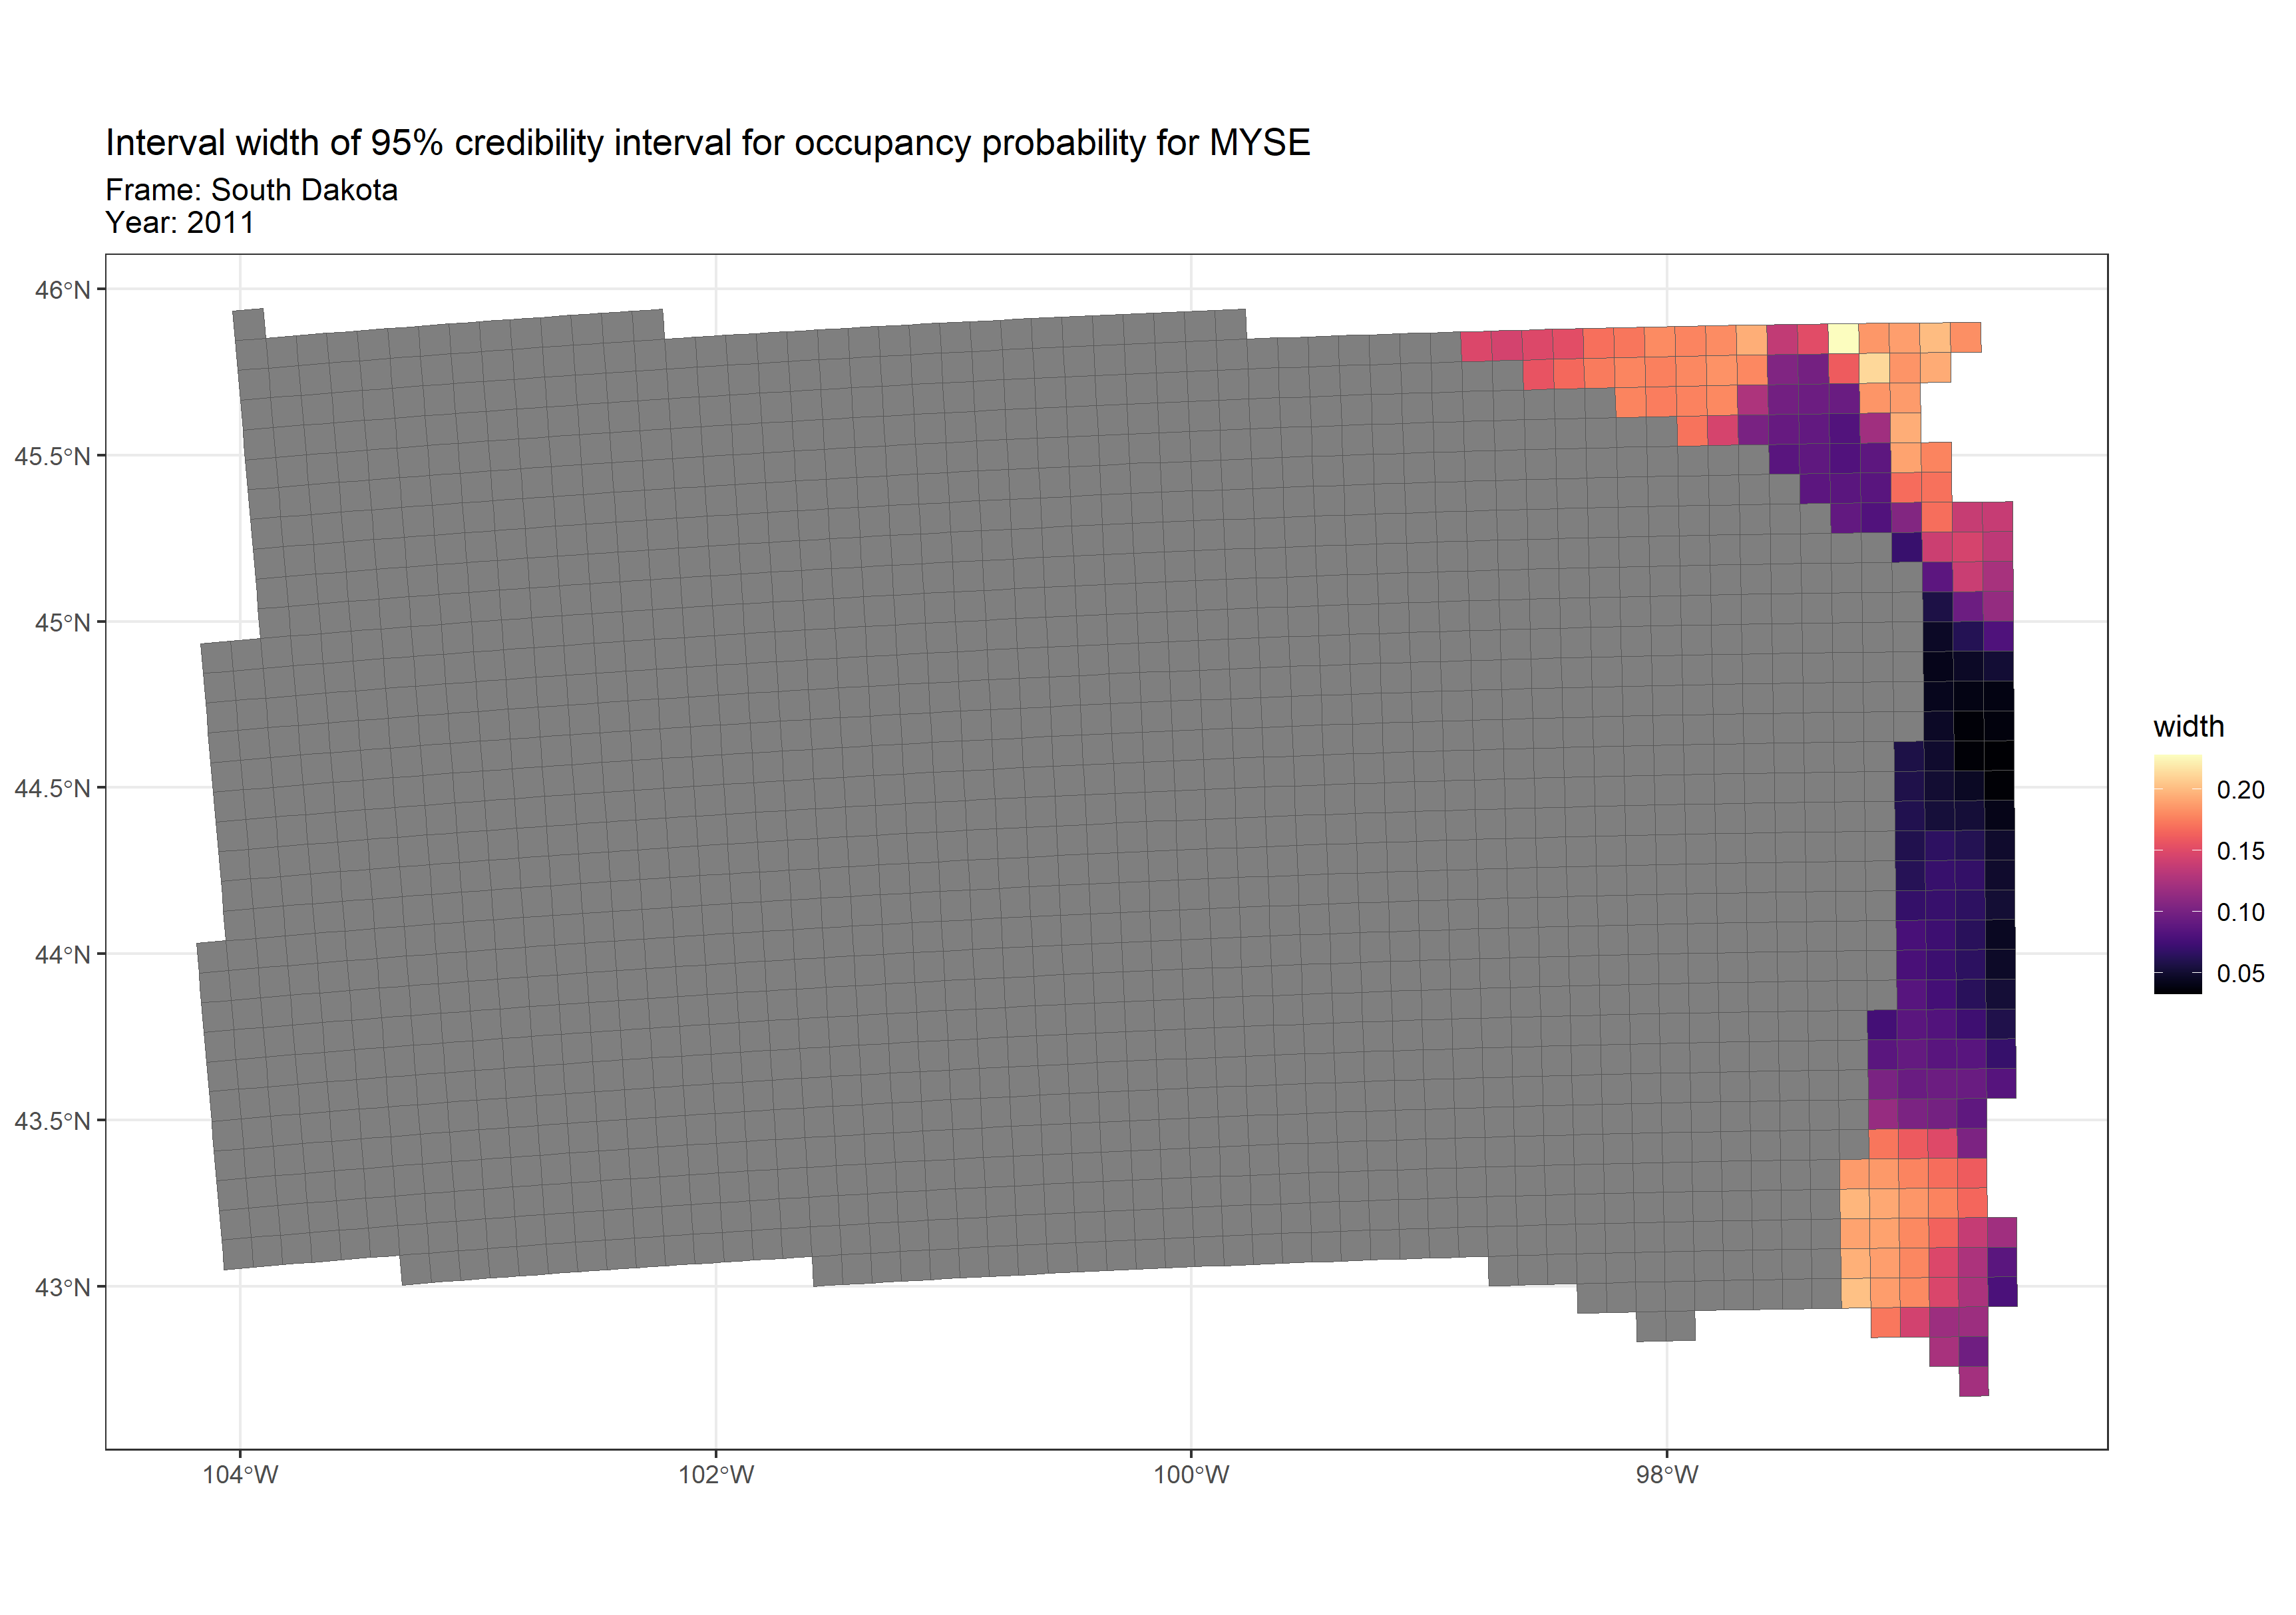 Interval width of 95% credibility interval for occupancy probability for MYSE
Frame: South Dakota
Year: 2011
46°N
45.5°N
45°N
44.5°N
44°N
43.5°N
43°N
104°W
102°W
100°W
98°W
width
0.20
0.15
0.10
0.05